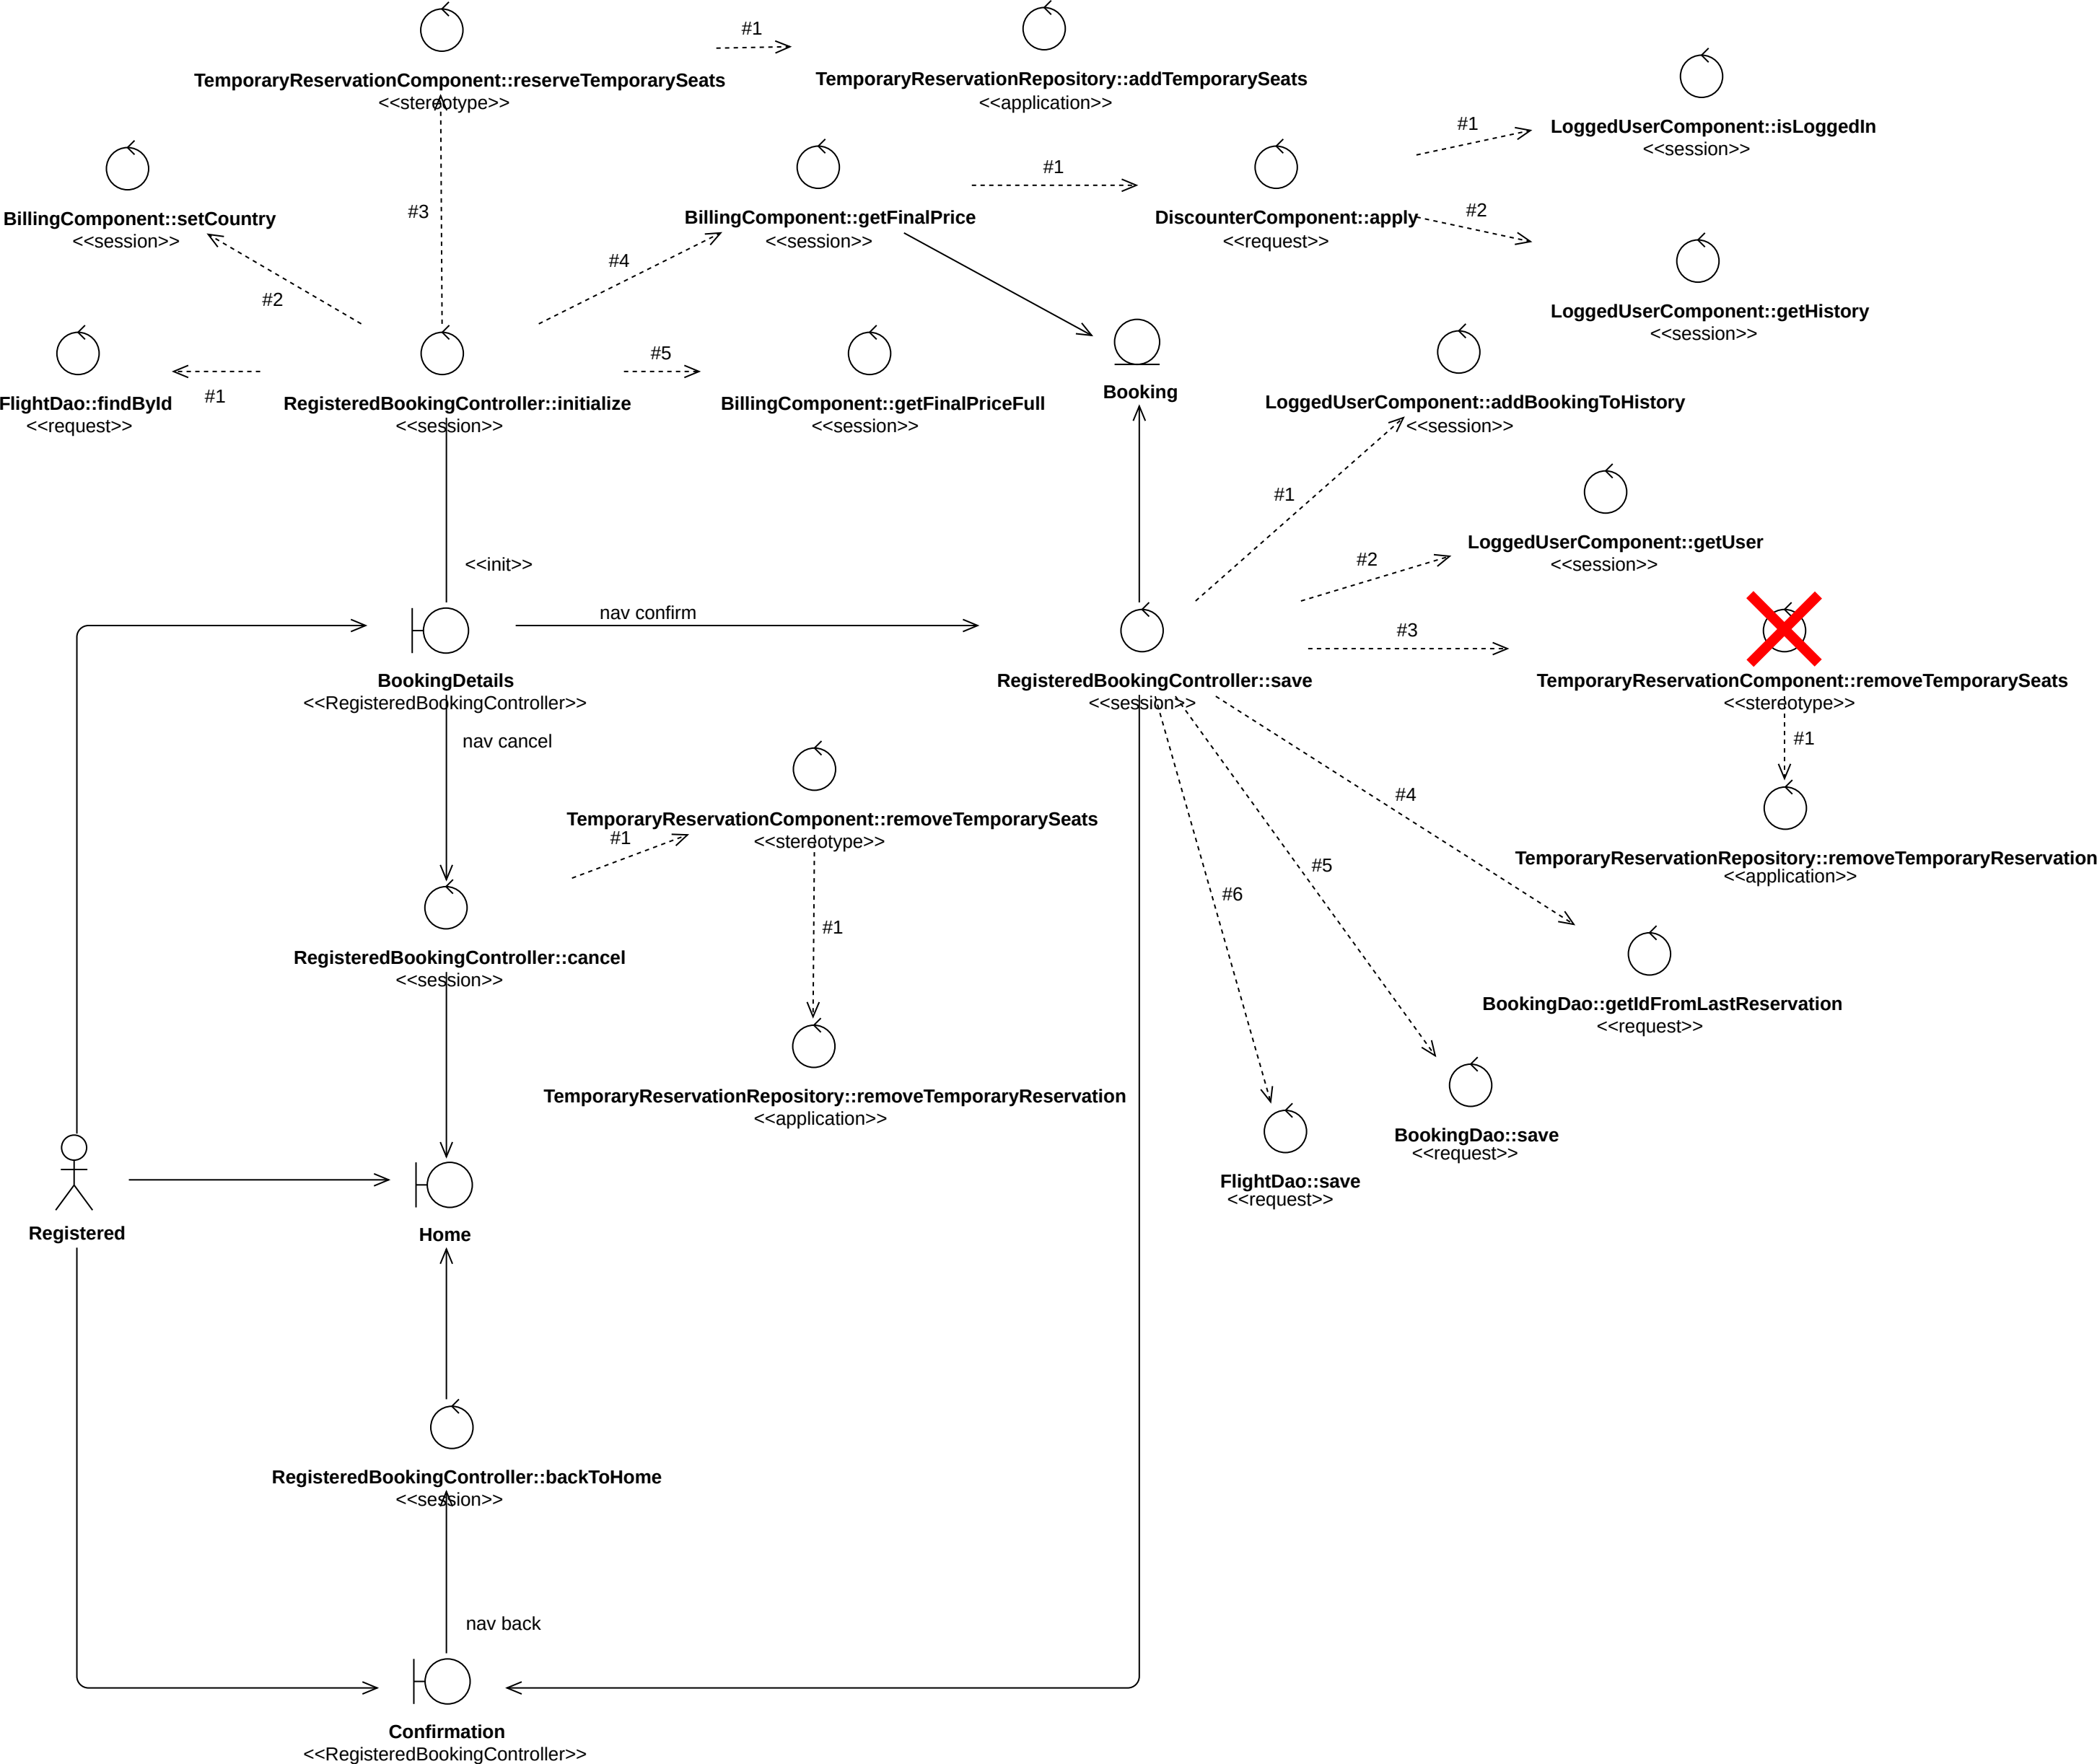 #1
TemporaryReservationComponent::reserveTemporarySeats
<<stereotype>>
TemporaryReservationRepository::addTemporarySeats
<<application>>
#1
LoggedUserComponent::isLoggedIn
<<session>>
#1
BillingComponent::setCountry
<<session>>
#3
BillingComponent::getFinalPrice
<<session>>
DiscounterComponent::apply
<<request>>
#2
#4
#2
LoggedUserComponent::getHistory
<<session>>
#5
#1
FlightDao::findById
<<request>>
RegisteredBookingController::initialize
<<session>>
BillingComponent::getFinalPriceFull
<<session>>
Booking
LoggedUserComponent::addBookingToHistory
<<session>>
#1
LoggedUserComponent::getUser
<<session>>
<<init>>
#2
nav confirm
#3
BookingDetails
<<RegisteredBookingController>>
RegisteredBookingController::save
<<session>>
TemporaryReservationComponent::removeTemporarySeats
<<stereotype>>
nav cancel
#1
#4
TemporaryReservationComponent::removeTemporarySeats
<<stereotype>>
#1
TemporaryReservationRepository::removeTemporaryReservation
<<application>>
#5
#6
#1
RegisteredBookingController::cancel
<<session>>
BookingDao::getIdFromLastReservation
<<request>>
TemporaryReservationRepository::removeTemporaryReservation
<<application>>
BookingDao::save
<<request>>
FlightDao::save
<<request>>
Registered
Home
RegisteredBookingController::backToHome
<<session>>
nav back
Confirmation
<<RegisteredBookingController>>